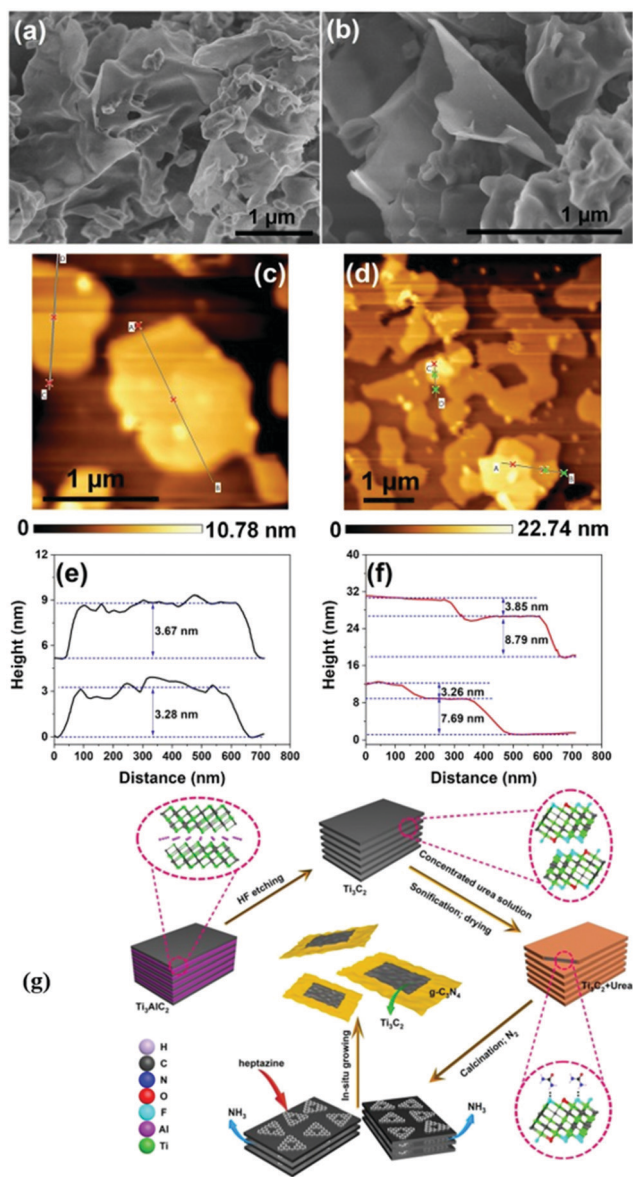 (a)
1 µm
(b)
1 µm
(c)
D
C
A
B
1 µm
(d)
C
D
A
B
1 µm
0 10.78 nm
0 22.74 nm
(e)
12
9
6
3
0
Height (nm)
3.67 nm
3.28 nm
0 100 200 300 400 500 600 700 800
Distance (nm)
(f)
40
32
24
16
8
0
Height (nm)
3.85 nm
8.79 nm
3.26 nm
7.69 nm
0 100 200 300 400 500 600 700 800
Distance (nm)
(g)
Ti₃AlC₂
HF etching
Ti₃C₂
Concentrated urea solution
Sonification; drying
Ti₃C₂+Urea
Calcination; N₂
heptazine
NH₃
NH₃
In-situ growing
g-C₃N₄
Ti₃C₂
H
C
N
O
F
Al
Ti